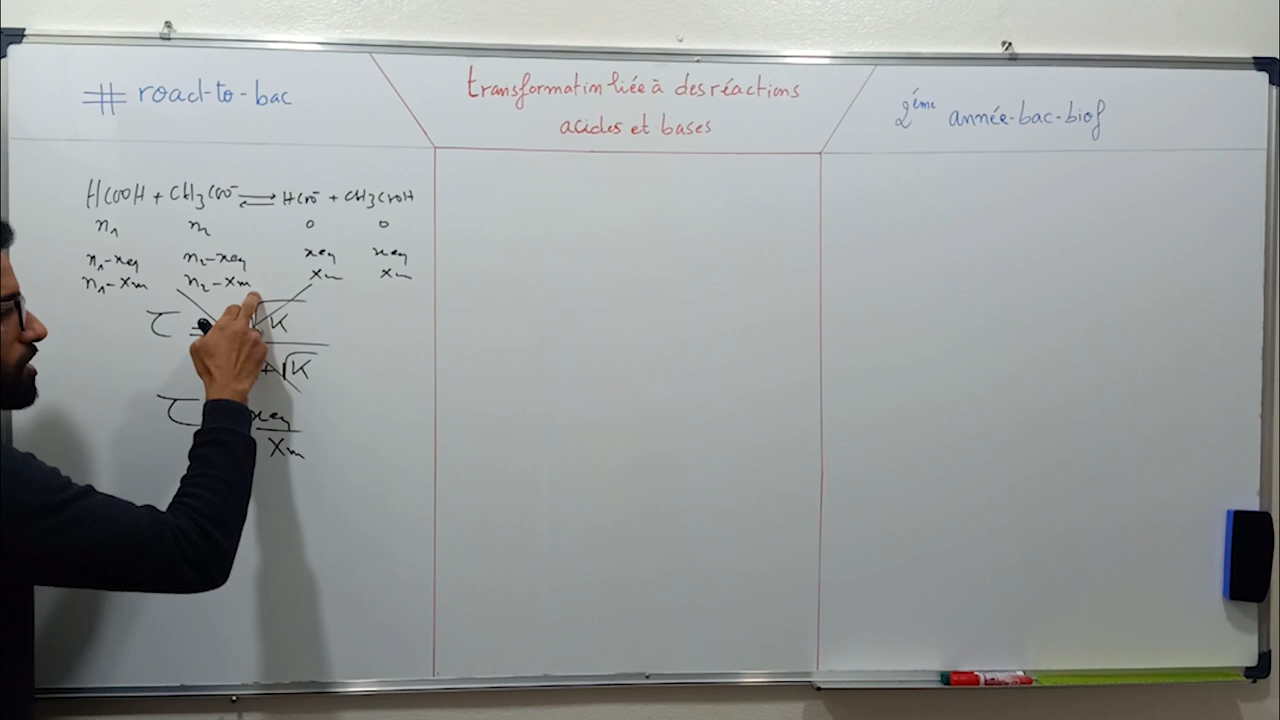 # road-to-bac
transformation liée à des réactions
acides et bases
2ème année-bac-biof
HCOOH + CH3COO- ⇌ HCOO- + CH3COOH
n1 n2 0 0
n1-xeq n2-xeq xeq xeq
n1-xm n2-xm xm xm
τ = √K
+ √K
τ xeq
xm